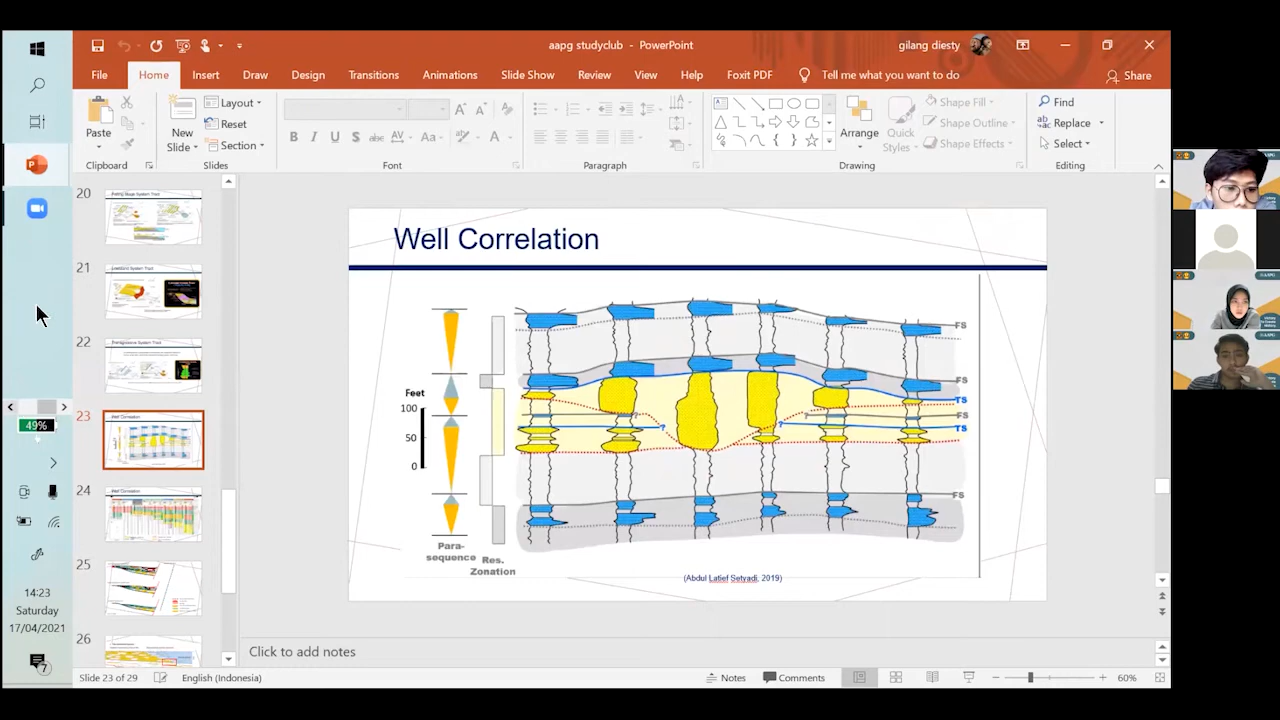 aapg studyclub - PowerPoint
gilang diesty
File
Home
Insert
Draw
Design
Transitions
Animations
Slide Show
Review
View
Help
Foxit PDF
Tell me what you want to do
Share
Paste
Clipboard
New
Slide
Layout
Reset
Section
Slides
B I U S abc AV Aa A
Font
Paragraph
Arrange
Quick
Styles
Shape Fill
Shape Outline
Shape Effects
Drawing
Find
Replace
Select
Editing
20
21
22
23
24
25
26
Well Correlation
FS
FS
TS
FS
TS
FS
Feet
100
50
0
? ? ? ?
Para-
sequence
Res.
Zonation
(Abdul Latief Setyadi, 2019)
Click to add notes
49%
14:23
Saturday
17/04/2021
7
Slide 23 of 29
English (Indonesia)
Notes
Comments
60%